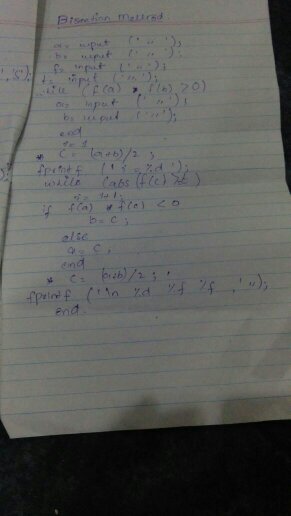 Bisection Method.
a = input (' " ');
b = input (' " ');
f = input (' " ');
t = input (' " ');
while (f(a) * f(b) > 0)
a = input (' " ');
b = input (' " ');
end
i = 1
* C = (a+b)/2 ;
fprintf (' i = %d ');
while (abs (f(c) > t)
i = i+1.
if f(a) * f(c) < 0
b = c ;
else
a = c ;
end
* C = (a+b)/2 ;
fprintf (' \n %d %f %f , ' ");
end.